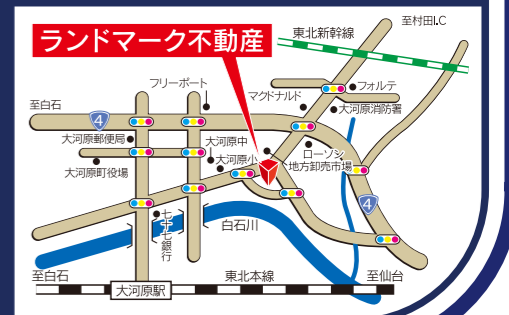 至村田I.C
ランドマーク不動産
東北新幹線
フリーポート
マクドナルド
フォルテ
大河原消防署
至白石
4
大河原郵便局
大河原中
ローソン
大河原小
地方卸売市場
大河原町役場
4
七十七銀行
白石川
至白石
東北本線
至仙台
大河原駅